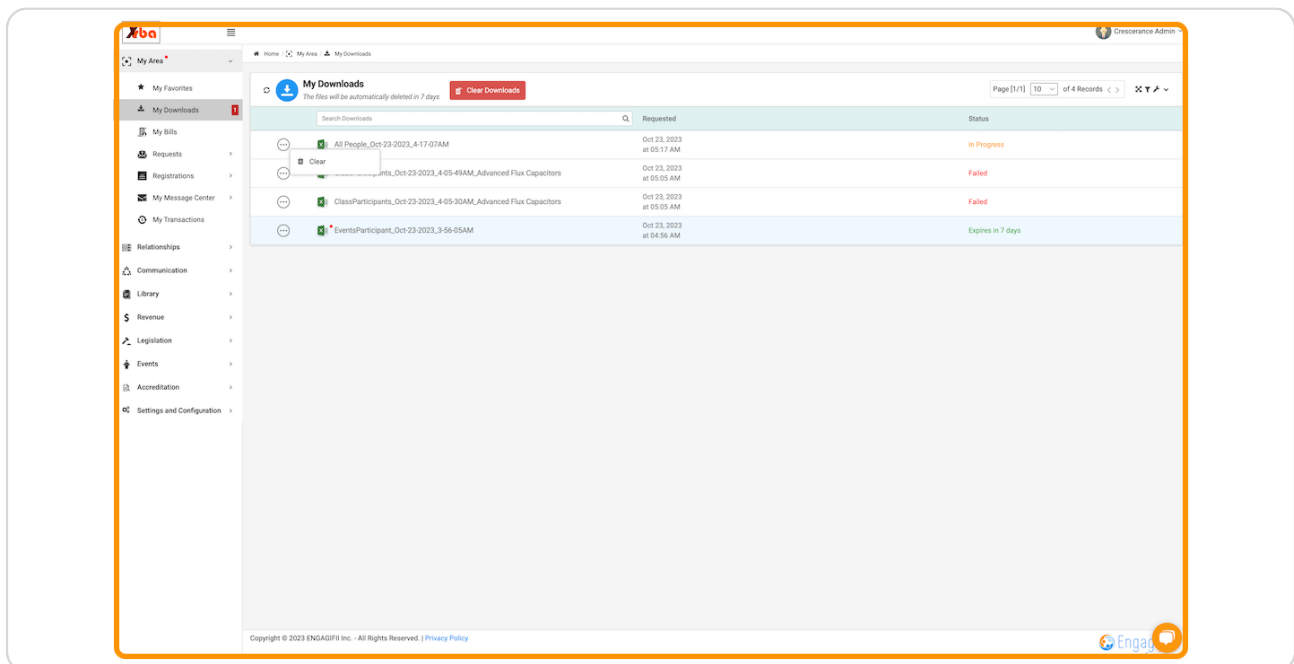 Xrba
Crescerance Admin
My Area
Home / My Area / My Downloads
My Favorites
My Downloads 1
My Bills
Requests
Registrations
My Message Center
My Transactions
Relationships
Communication
Library
Revenue
Legislation
Events
Accreditation
Settings and Configuration
My Downloads
The files will be automatically deleted in 7 days
Clear Downloads
Page [1/1] 10 of 4 Records
Search Downloads Requested Status
All People_Oct-23-2023_4-17-07AM Oct 23, 2023 at 05:17 AM In Progress
Clear
_Oct-23-2023_4-05-49AM_Advanced Flux Capacitors Oct 23, 2023 at 05:05 AM Failed
ClassParticipants_Oct-23-2023_4-05-30AM_Advanced Flux Capacitors Oct 23, 2023 at 05:05 AM Failed
EventsParticipant_Oct-23-2023_3-56-05AM Oct 23, 2023 at 04:56 AM Expires in 7 days
Copyright © 2023 ENGAGIFII Inc. - All Rights Reserved. | Privacy Policy
Engag